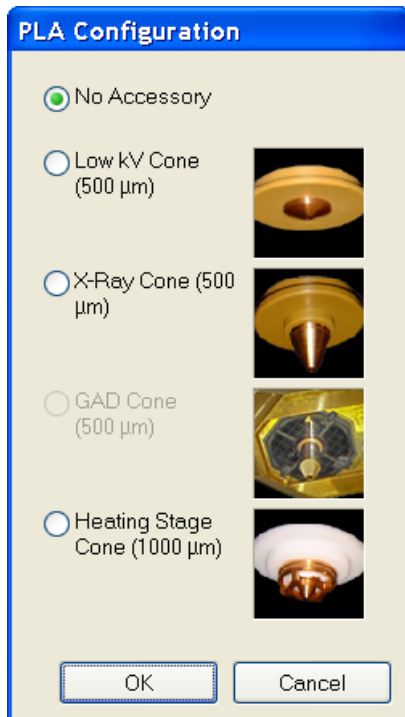 PLA Configuration
No Accessory
Low kV Cone
(500 µm)
X-Ray Cone (500
µm)
GAD Cone
(500 µm)
Heating Stage
Cone (1000 µm)
OK
Cancel